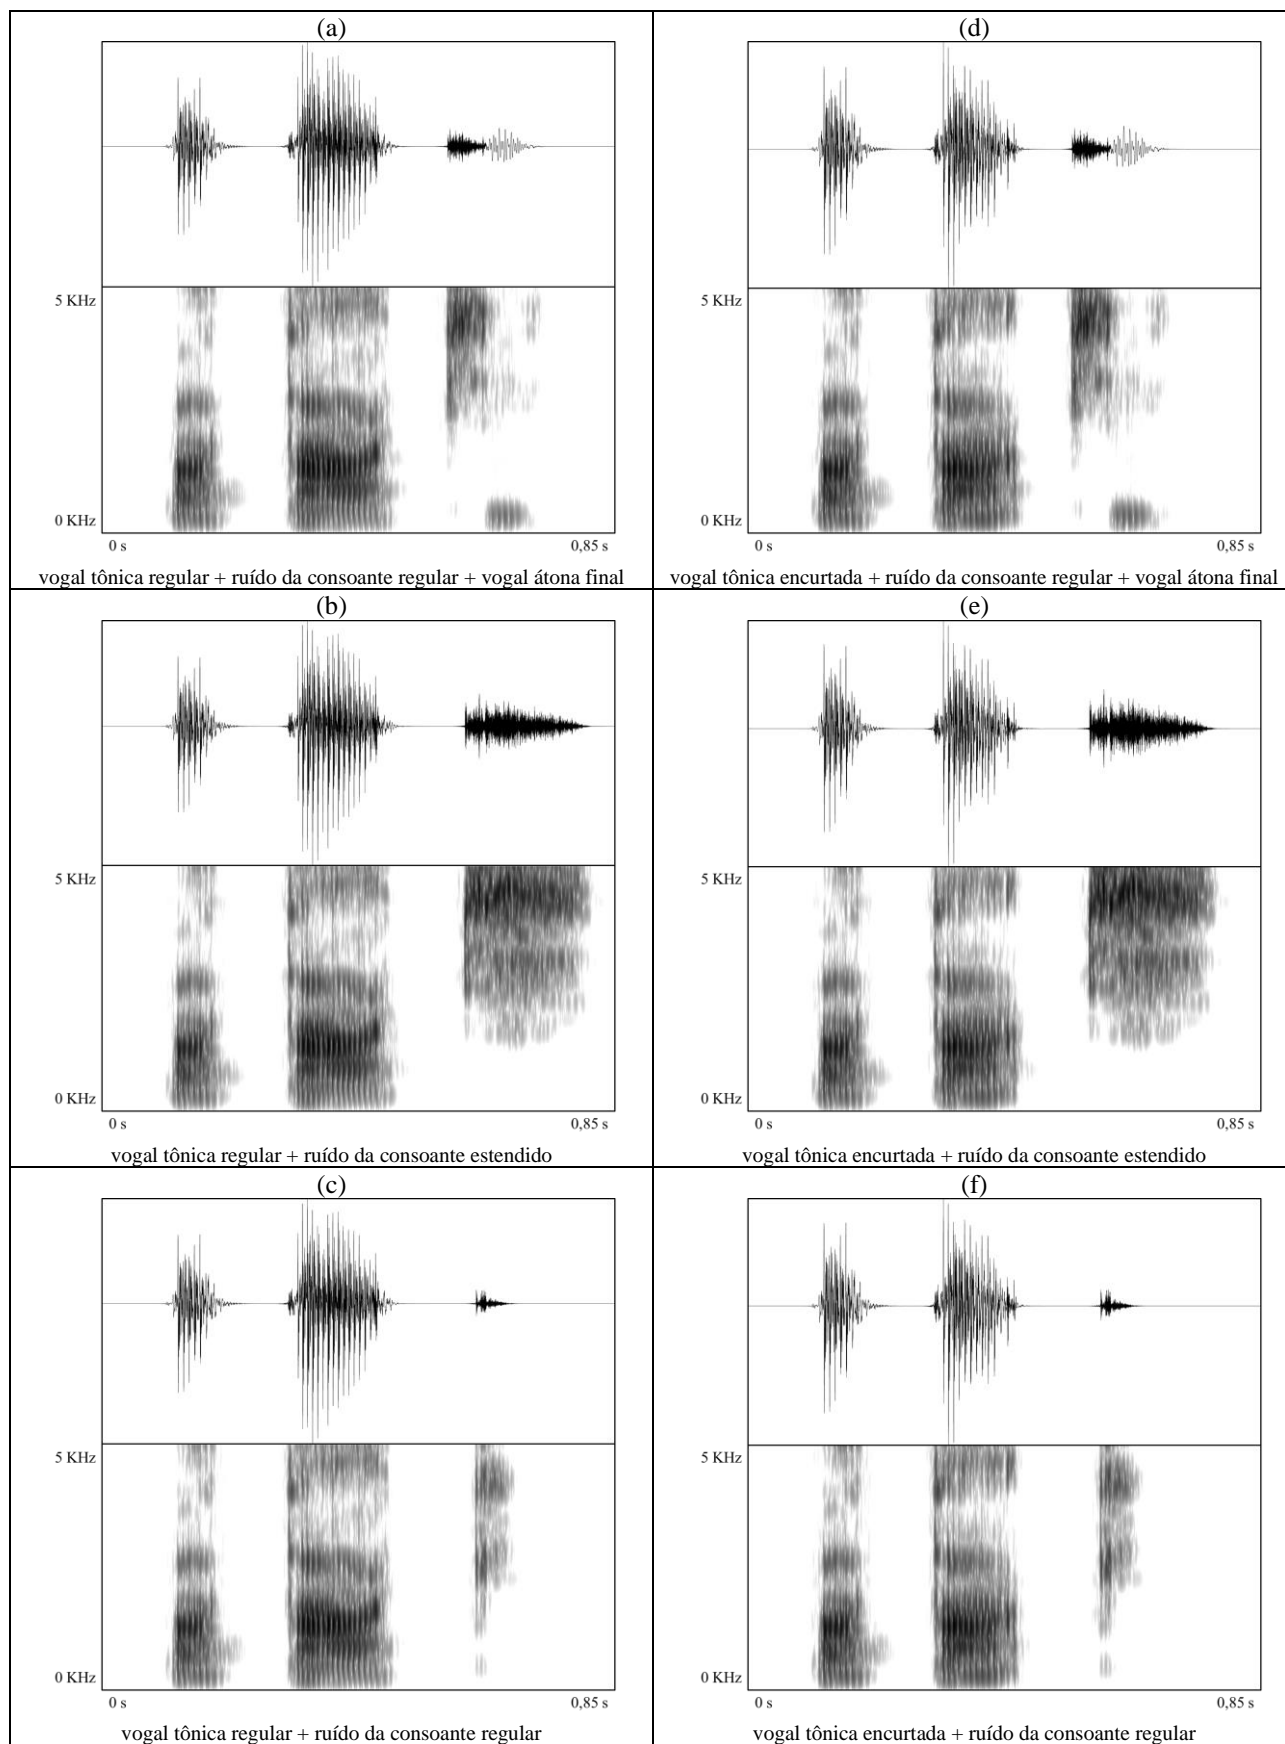 (a)
5 KHz
0 KHz
0 s 0,85 s
vogal tônica regular + ruído da consoante regular + vogal átona final
(d)
5 KHz
0 KHz
0 s 0,85 s
vogal tônica encurtada + ruído da consoante regular + vogal átona final
(b)
5 KHz
0 KHz
0 s 0,85 s
vogal tônica regular + ruído da consoante estendido
(e)
5 KHz
0 KHz
0 s 0,85 s
vogal tônica encurtada + ruído da consoante estendido
(c)
5 KHz
0 KHz
0 s 0,85 s
vogal tônica regular + ruído da consoante regular
(f)
5 KHz
0 KHz
0 s 0,85 s
vogal tônica encurtada + ruído da consoante regular